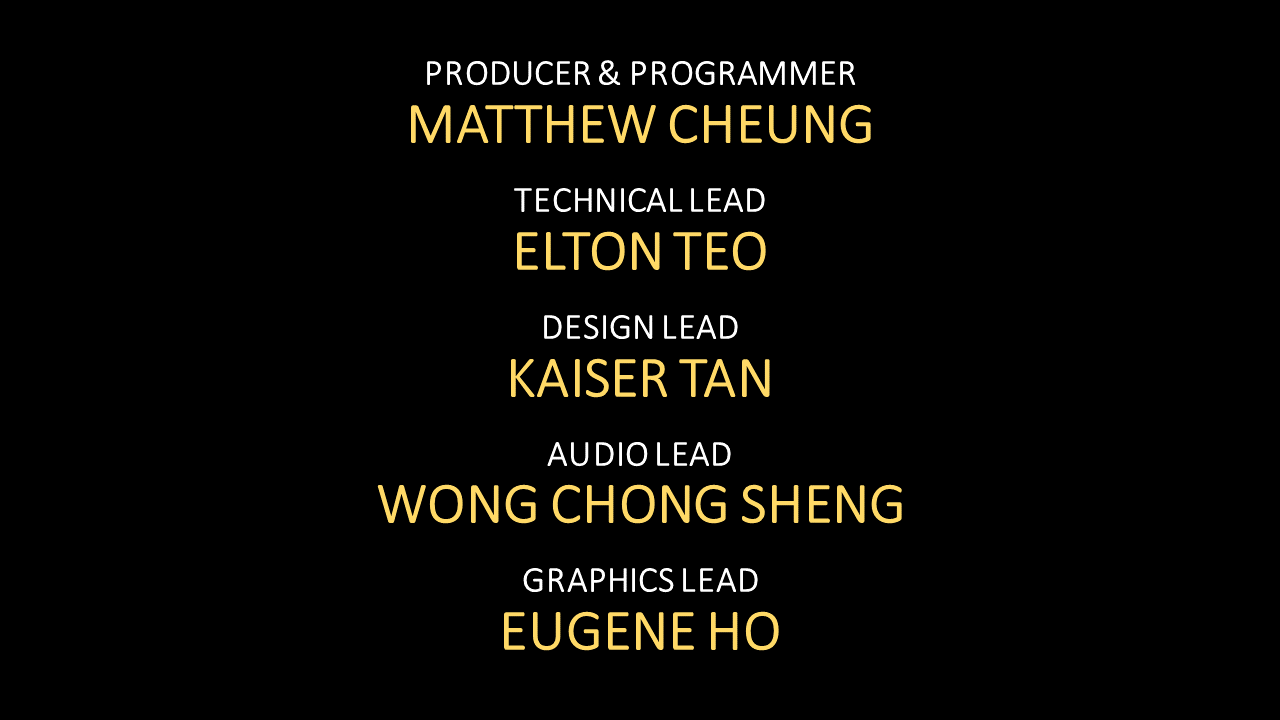 PRODUCER & PROGRAMMER
MATTHEW CHEUNG
TECHNICAL LEAD
ELTON TEO
DESIGN LEAD
KAISER TAN
AUDIO LEAD
WONG CHONG SHENG
GRAPHICS LEAD
EUGENE HO